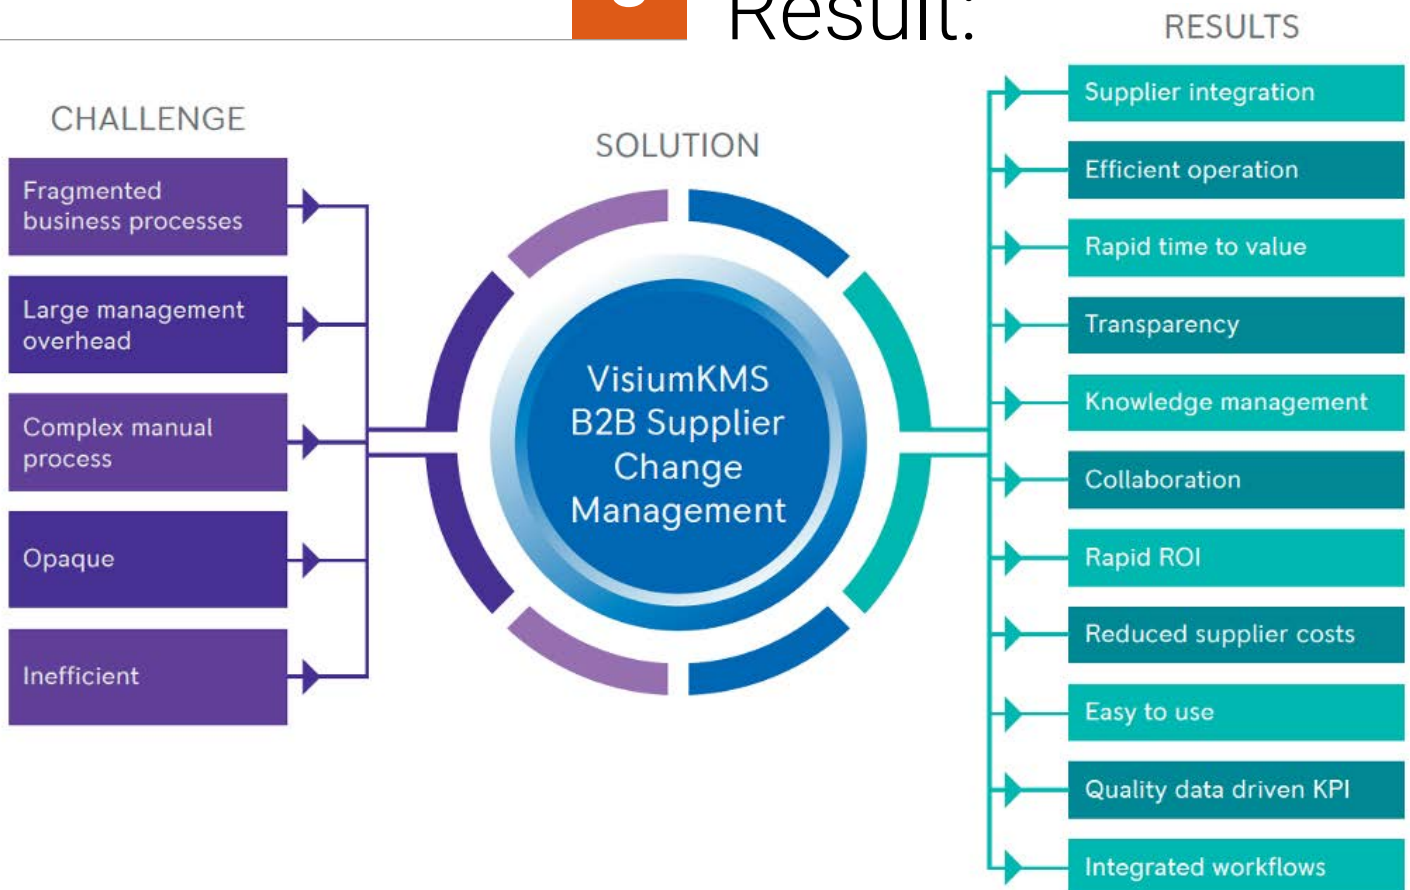 Result:
CHALLENGE
Fragmented
business processes
Large management
overhead
Complex manual
process
Opaque
Inefficient
SOLUTION
VisiumKMS
B2B Supplier
Change
Management
RESULTS
Supplier integration
Efficient operation
Rapid time to value
Transparency
Knowledge management
Collaboration
Rapid ROI
Reduced supplier costs
Easy to use
Quality data driven KPI
Integrated workflows